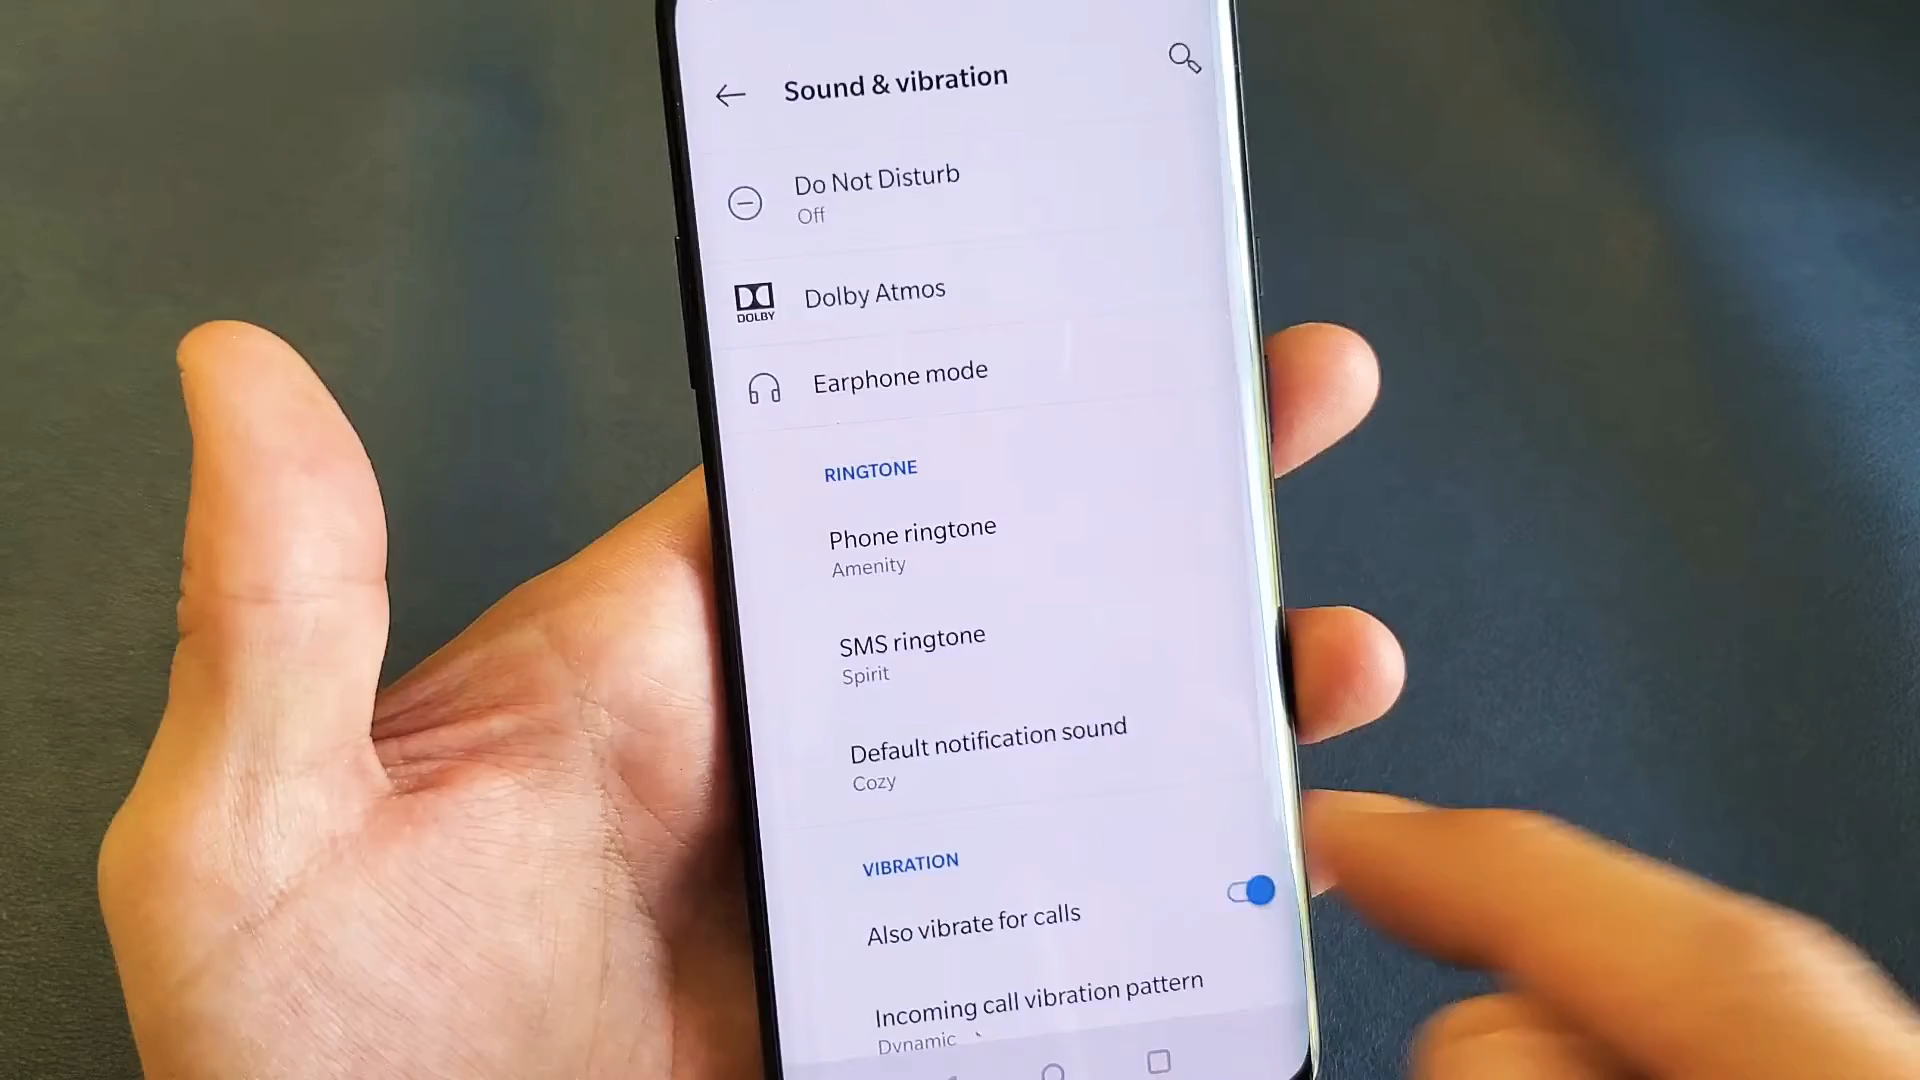 Sound & vibration
Do Not Disturb
Off
DOLBY
Dolby Atmos
Earphone mode
RINGTONE
Phone ringtone
Amenity
SMS ringtone
Spirit
Default notification sound
Cozy
VIBRATION
Also vibrate for calls
Incoming call vibration pattern
Dynamic